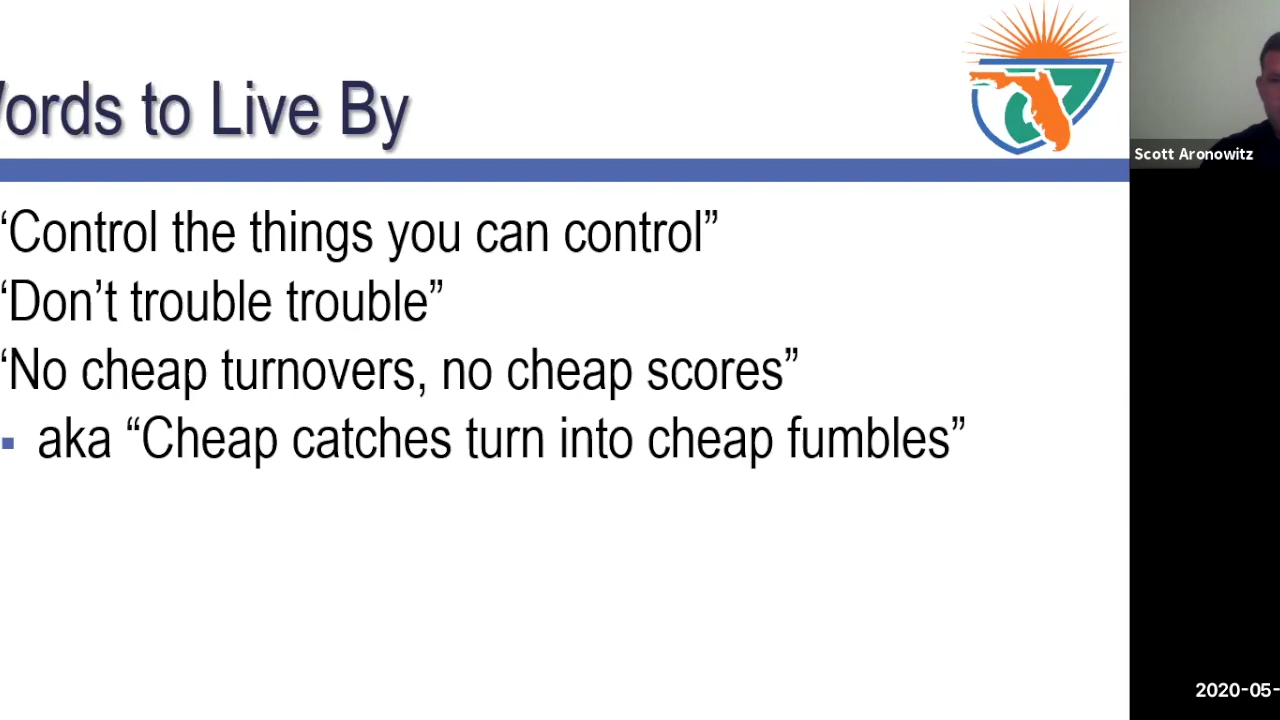 ords to Live By
‘Control the things you can control”
‘Don’t trouble trouble”
‘No cheap turnovers, no cheap scores”
▪ aka “Cheap catches turn into cheap fumbles”
Scott Aronowitz
2020-05-